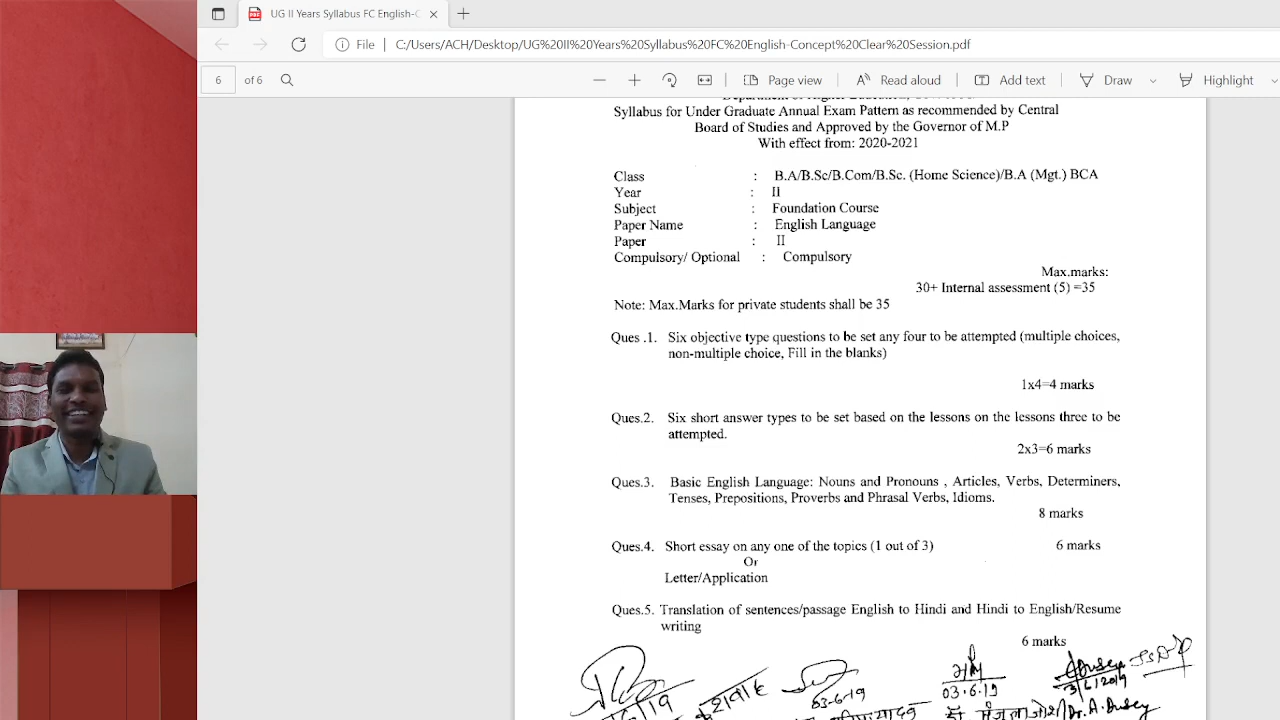 UG II Years Syllabus FC English-C
File C:/Users/ACH/Desktop/UG%20II%20Years%20Syllabus%20FC%20English-Concept%20Clear%20Session.pdf
6 of 6 Page view Read aloud Add text Draw Highlight
Syllabus for Under Graduate Annual Exam Pattern as recommended by Central
Board of Studies and Approved by the Governor of M.P
With effect from: 2020-2021
Class : B.A/B.Sc/B.Com/B.Sc. (Home Science)/B.A (Mgt.) BCA
Year : II
Subject : Foundation Course
Paper Name : English Language
Paper : II
Compulsory/ Optional : Compulsory
Max.marks:
30+ Internal assessment (5) =35
Note: Max.Marks for private students shall be 35
Ques .1. Six objective type questions to be set any four to be attempted (multiple choices,
non-multiple choice, Fill in the blanks)
1x4=4 marks
Ques.2. Six short answer types to be set based on the lessons on the lessons three to be
attempted.
2x3=6 marks
Ques.3. Basic English Language: Nouns and Pronouns , Articles, Verbs, Determiners,
Tenses, Prepositions, Proverbs and Phrasal Verbs, Idioms.
8 marks
Ques.4. Short essay on any one of the topics (1 out of 3) 6 marks
Or
Letter/Application
Ques.5. Translation of sentences/passage English to Hindi and Hindi to English/Resume
writing
6 marks
03.6.19
03-6-19
3/6/2019
Dr. A. Dubey